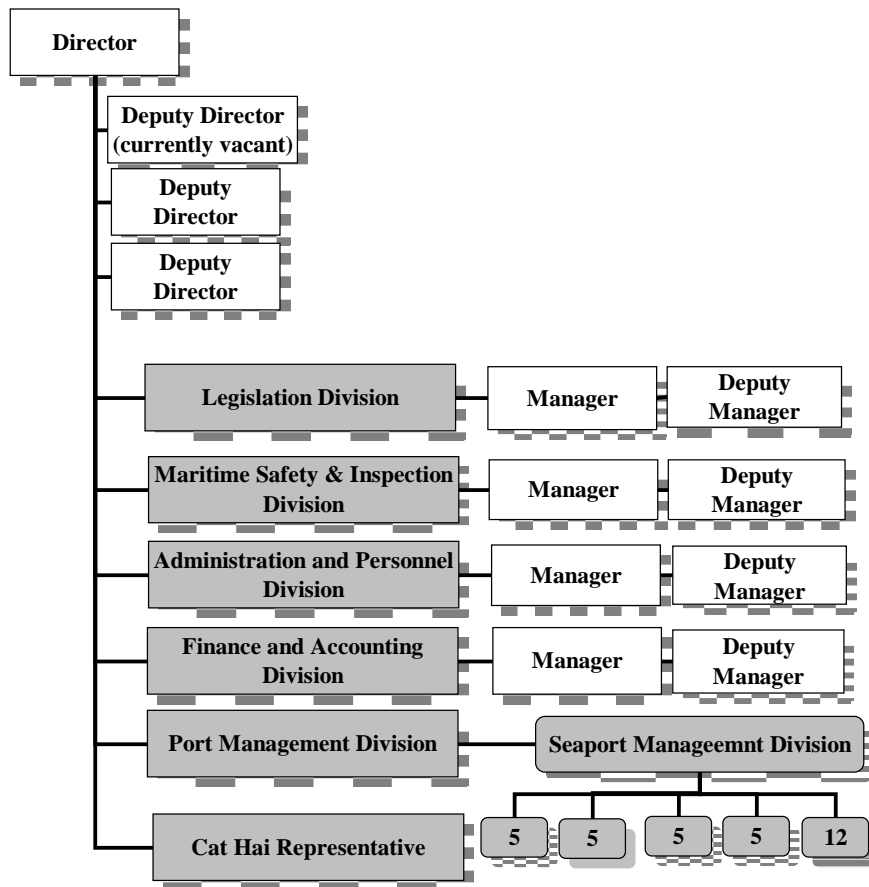 Director
Deputy Director
(currently vacant)
Deputy
Director
Deputy
Director
Legislation Division
Manager
Deputy
Manager
Maritime Safety & Inspection
Division
Manager
Deputy
Manager
Administration and Personnel
Division
Manager
Deputy
Manager
Finance and Accounting
Division
Manager
Deputy
Manager
Port Management Division
Seaport Manageemnt Division
5
5
5
5
12
Cat Hai Representative